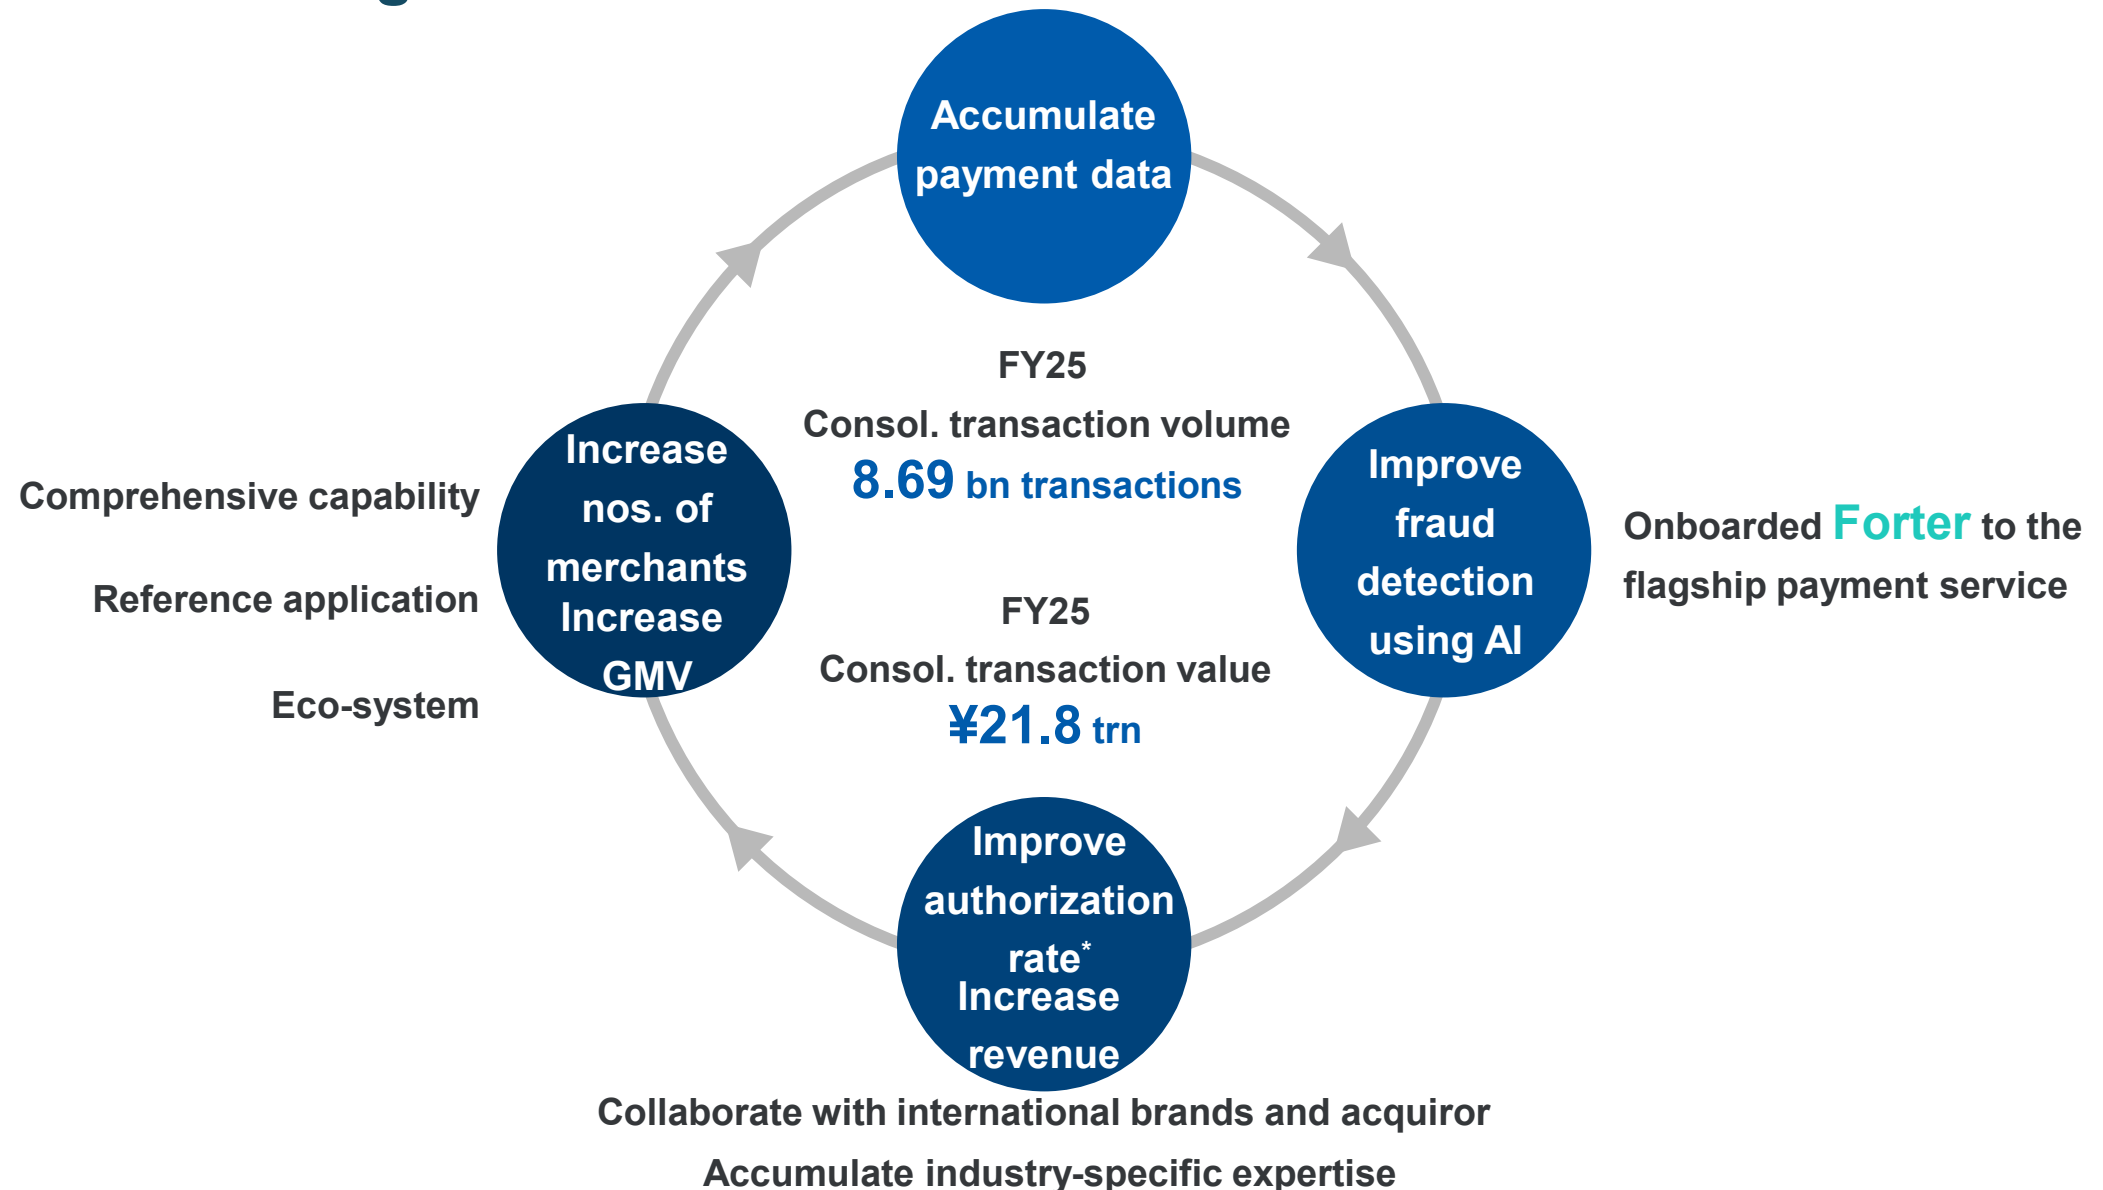 Accumulate
payment data
FY25
Consol. transaction volume
8.69 bn transactions
FY25
Consol. transaction value
¥21.8 trn
Improve
fraud
detection
using AI
Onboarded Forter to the
flagship payment service
Improve
authorization
rate*
Increase
revenue
Collaborate with international brands and acquiror
Accumulate industry-specific expertise
Increase
nos. of
merchants
Increase
GMV
Comprehensive capability
Reference application
Eco-system